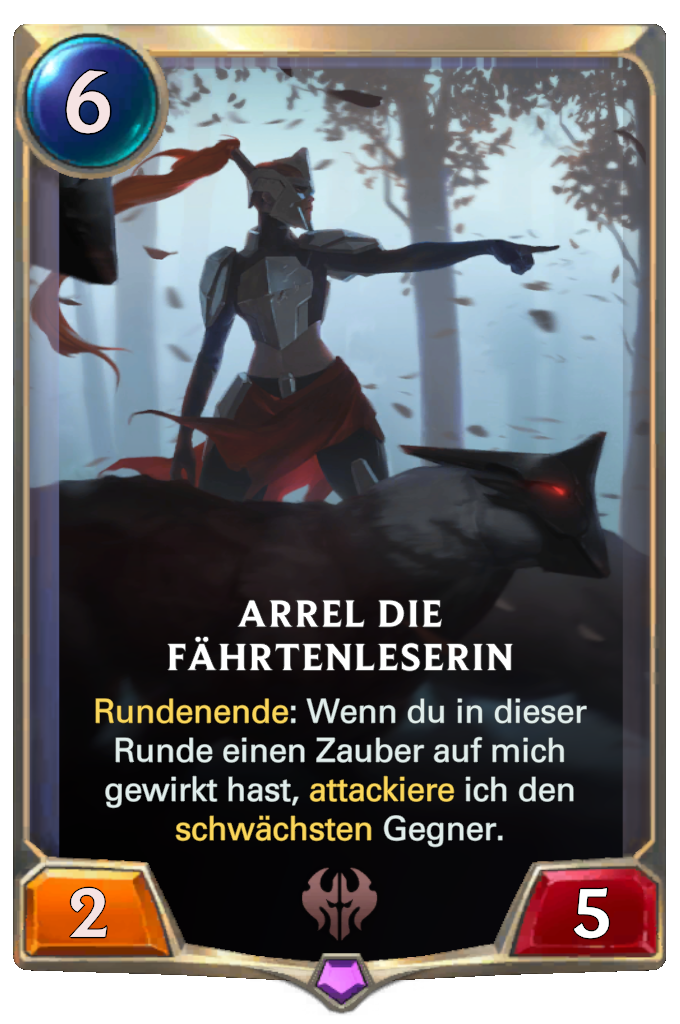 6
ARREL DIE
FÄHRTENLESERIN
Rundenende: Wenn du in dieser
Runde einen Zauber auf mich
gewirkt hast, attackiere ich den
schwächsten Gegner.
2
5